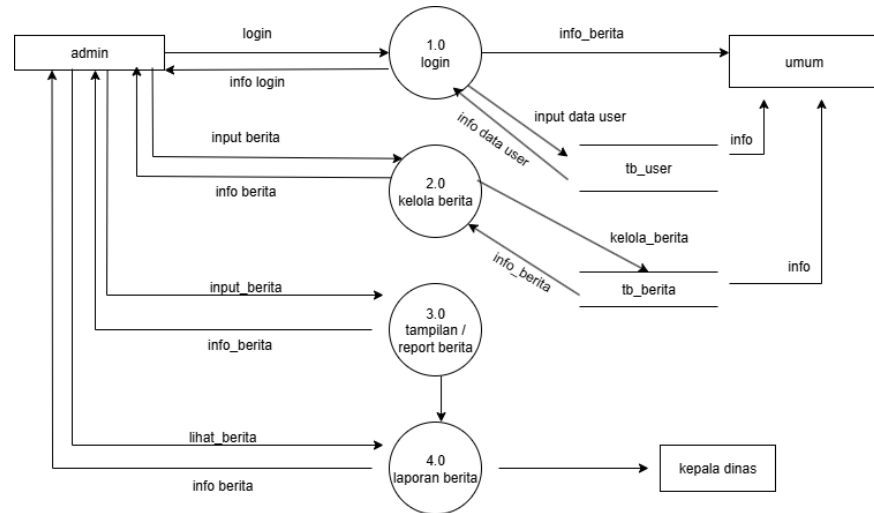 login
admin
info login
1.0
login
info_berita
umum
input data user
info data user
info
tb_user
input berita
info berita
2.0
kelola berita
kelola_berita
info_berita
tb_berita
info
input_berita
info_berita
3.0
tampilan /
report berita
lihat_berita
info berita
4.0
laporan berita
kepala dinas